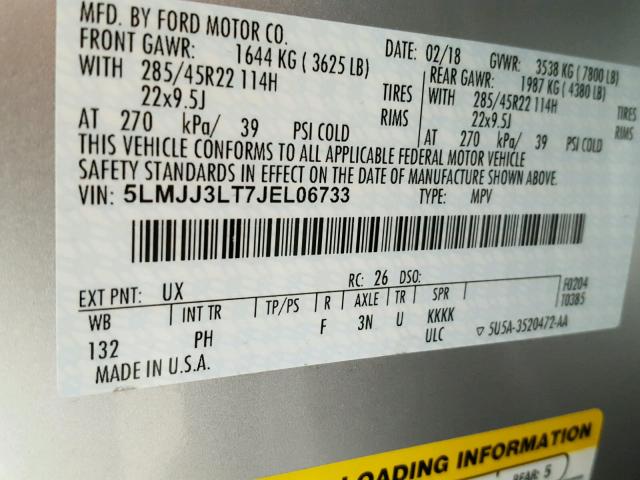 MFD. BY FORD MOTOR CO.
DATE: 02/18 GVWR: 3538 KG ( 7800 LB)
FRONT GAWR: 1644 KG ( 3625 LB)
REAR GAWR: 1987 KG ( 4380 LB)
WITH 285/45R22 114H TIRES
WITH 285/45R22 114H TIRES
22x9.5J RIMS
22x9.5J RIMS
AT 270 kPa/ 39 PSI COLD
AT 270 kPa/ 39 PSI COLD
THIS VEHICLE CONFORMS TO ALL APPLICABLE FEDERAL MOTOR VEHICLE
SAFETY STANDARDS IN EFFECT ON THE DATE OF MANUFACTURE SHOWN ABOVE.
VIN: 5LMJJ3LT7JEL06733 TYPE: MPV
EXT PNT: UX RC: 26 DSO: F0204
T0385
WB INT TR TP/PS R AXLE TR SPR
132 PH F 3N U KKKK
ULC ▽ 5U5A-3520472-AA
MADE IN U.S.A.
LOADING INFORMATION
REAR: 5